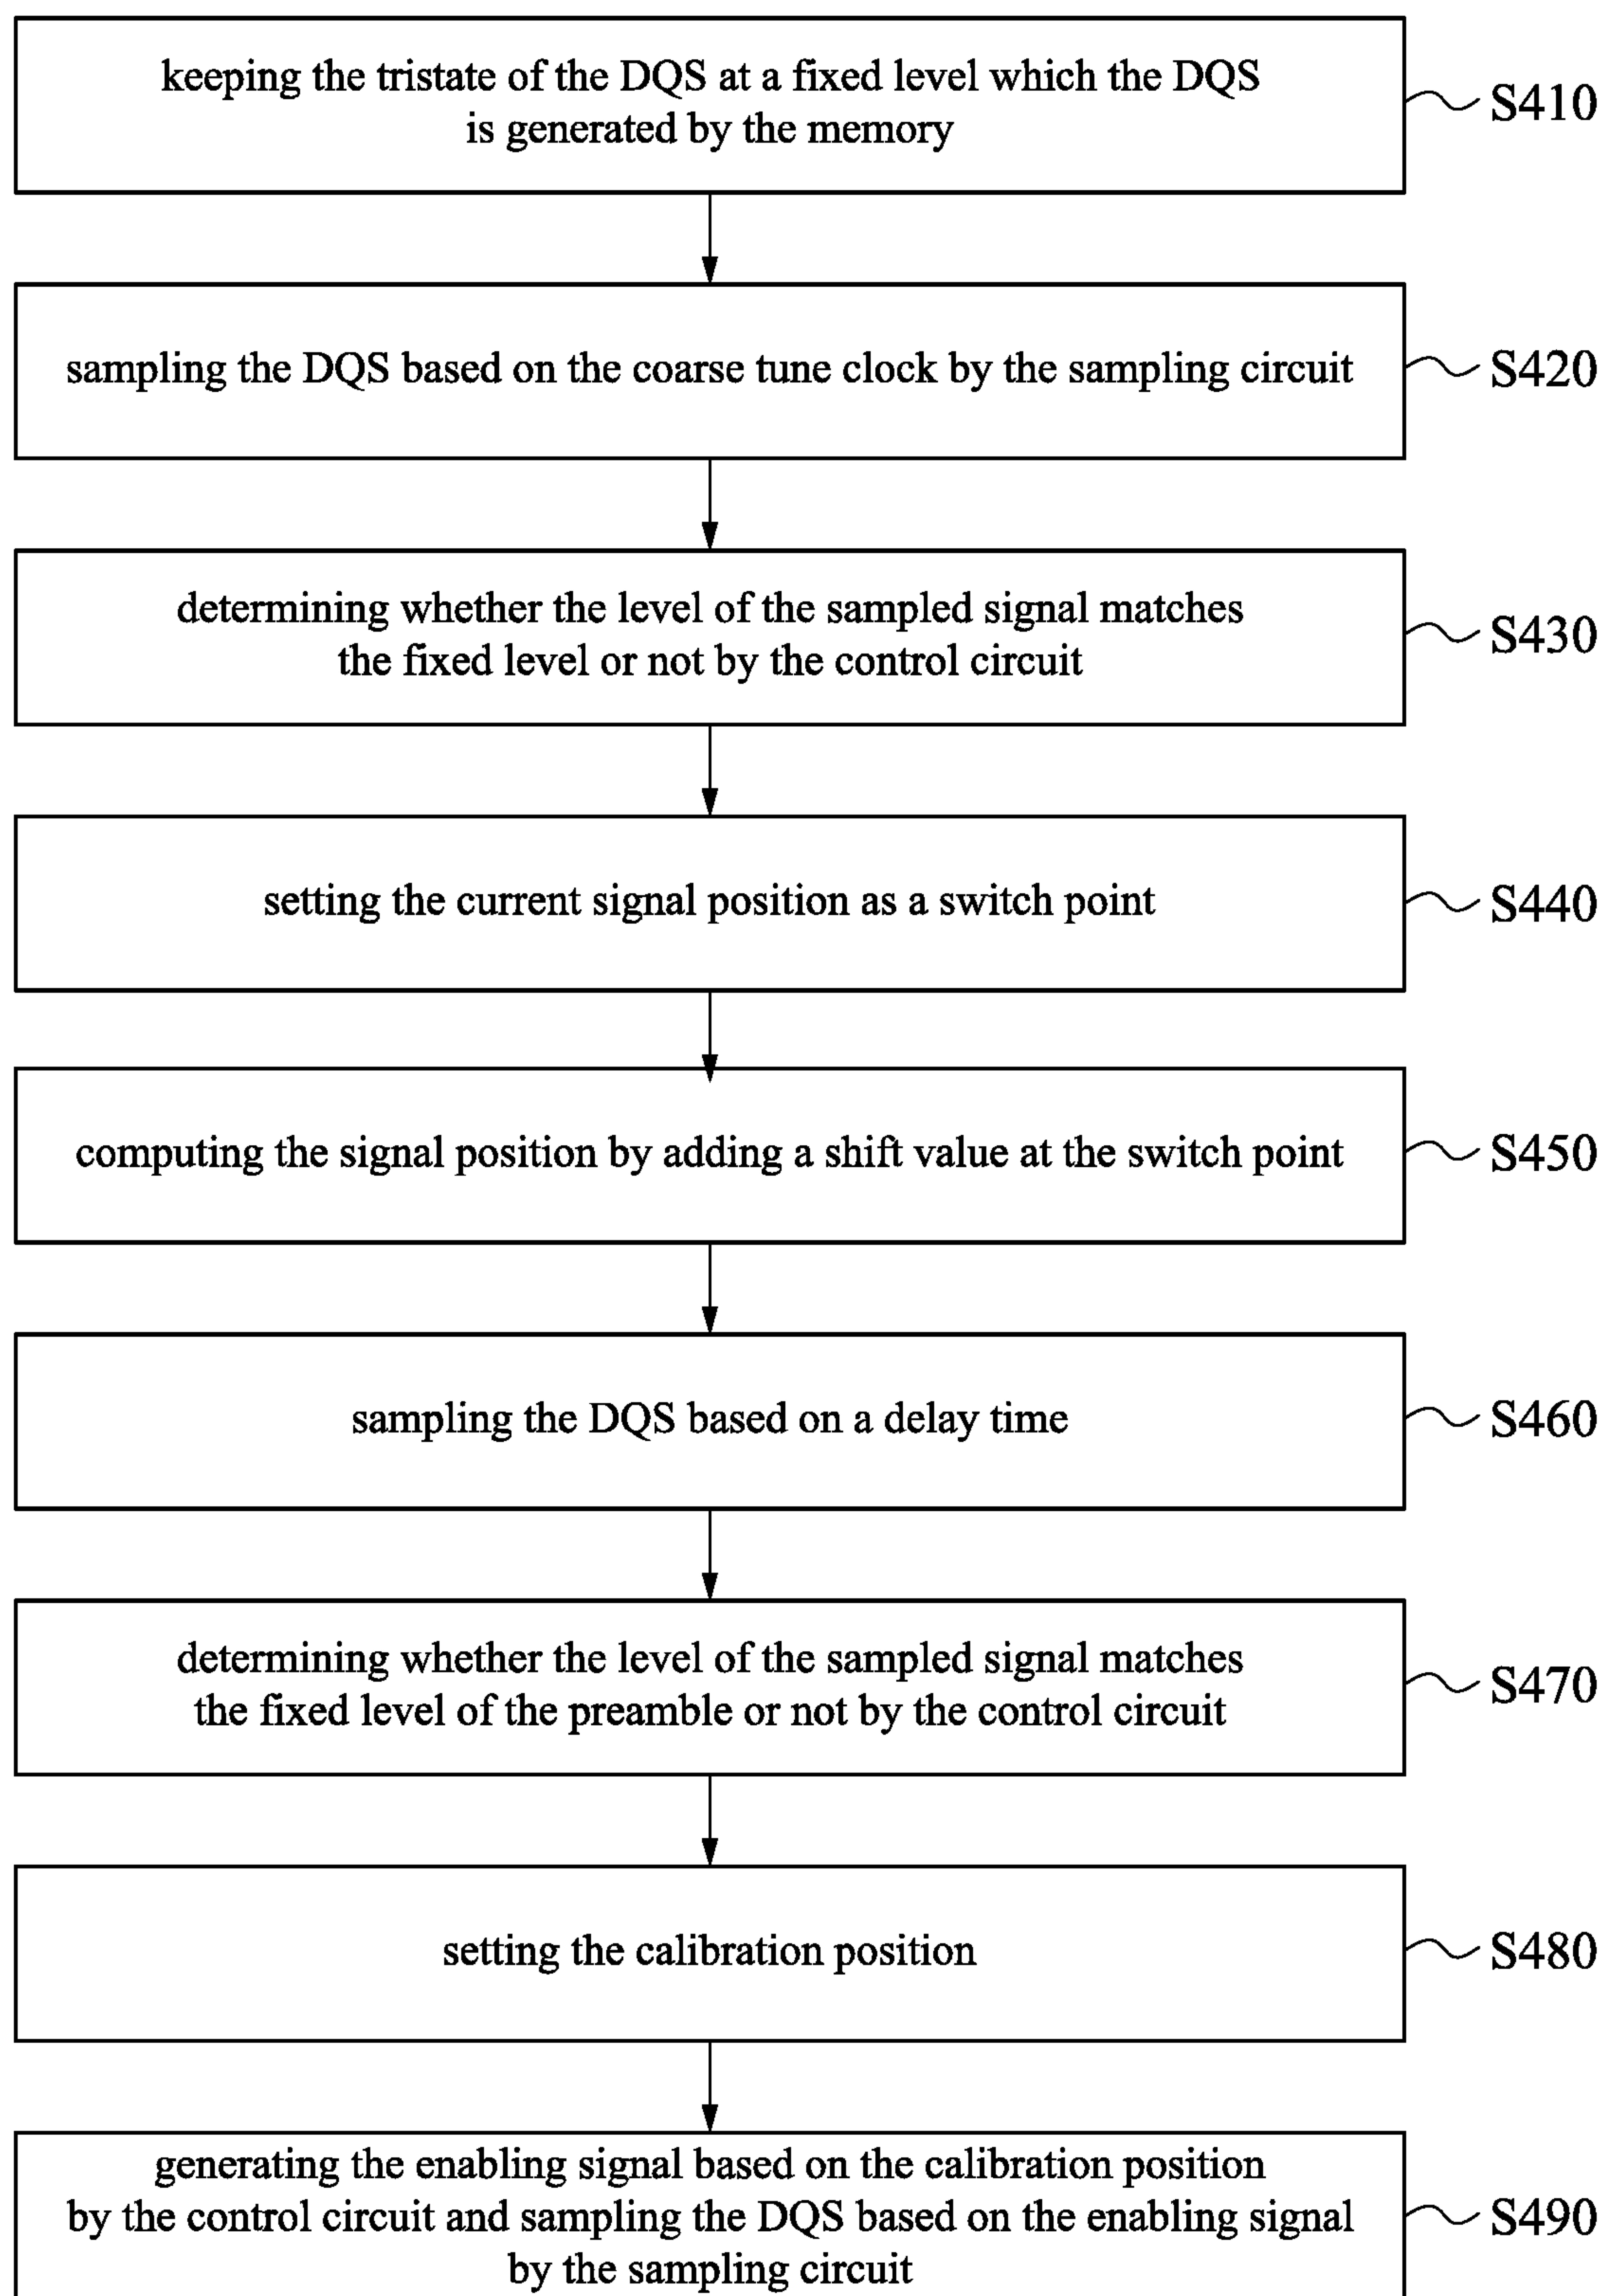 keeping the tristate of the DQS at a fixed level which the DQS
is generated by the memory
S410
sampling the DQS based on the coarse tune clock by the sampling circuit
S420
determining whether the level of the sampled signal matches
the fixed level or not by the control circuit
S430
setting the current signal position as a switch point
S440
computing the signal position by adding a shift value at the switch point
S450
sampling the DQS based on a delay time
S460
determining whether the level of the sampled signal matches
the fixed level of the preamble or not by the control circuit
S470
setting the calibration position
S480
generating the enabling signal based on the calibration position
by the control circuit and sampling the DQS based on the enabling signal
by the sampling circuit
S490